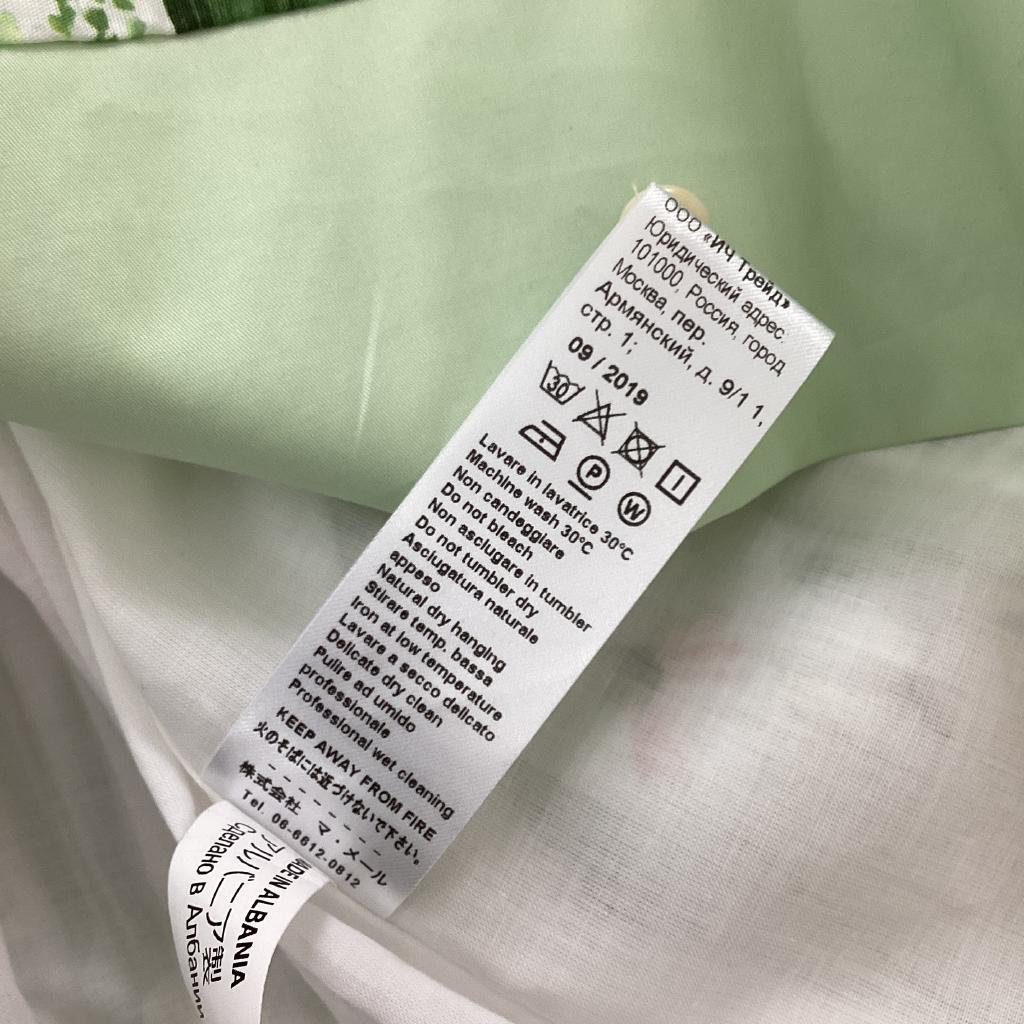 ООО «ИЧ Трейд»
Юридический адрес:
101000, Россия, город
Москва, пер.
Армянский, д. 9/1 1,
стр. 1;
09 / 2019
30
P
W
Lavare in lavatrice 30°C
Machine wash 30°C
Non candeggiare
Do not bleach
Non asciugare in tumbler
Do not tumbler dry
Asciugatura naturale
appeso
Natural dry hanging
Stirare temp. bassa
Iron at low temperature
Lavare a secco delicato
Delicate dry clean
Pulire ad umido
professionale
Professional wet cleaning
KEEP AWAY FROM FIRE
火のそばには近づけないで下さい。
- - - - - - - - -
株式会社 マ・メール
Tel. 06-6612-0812
MADE IN ALBANIA
アルバニア製
Сделано в Албании